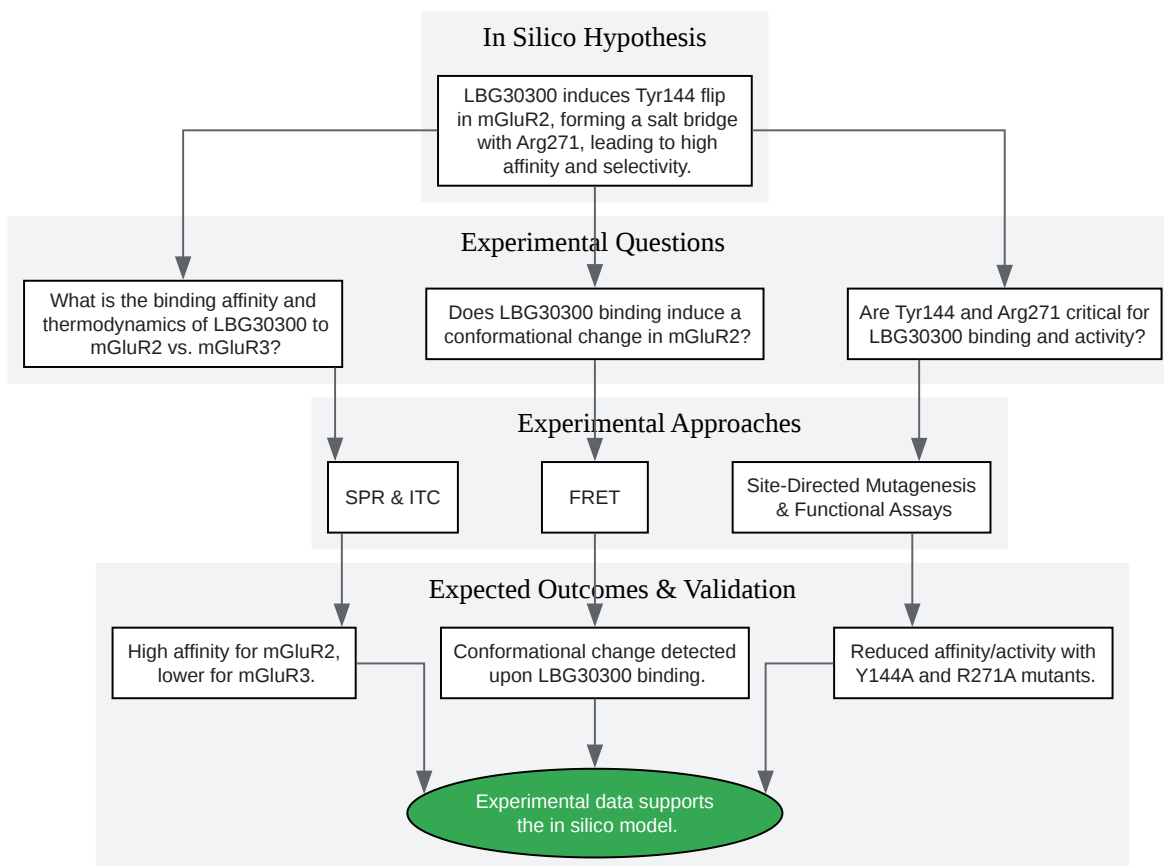 In Silico Hypothesis
LBG30300 induces Tyr144 flip
in mGluR2, forming a salt bridge
with Arg271, leading to high
affinity and selectivity.
Experimental Questions
What is the binding affinity and
thermodynamics of LBG30300 to
mGluR2 vs. mGluR3?
Does LBG30300 binding induce a
conformational change in mGluR2?
Are Tyr144 and Arg271 critical for
LBG30300 binding and activity?
Experimental Approaches
SPR & ITC
FRET
Site-Directed Mutagenesis
& Functional Assays
Expected Outcomes & Validation
High affinity for mGluR2,
lower for mGluR3.
Conformational change detected
upon LBG30300 binding.
Reduced affinity/activity with
Y144A and R271A mutants.
Experimental data supports
the in silico model.